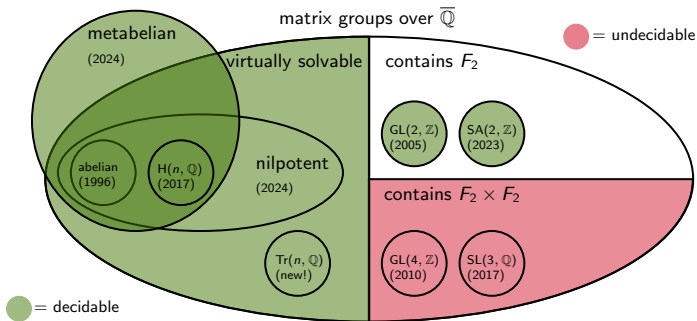 matrix groups over ℚ̅
metabelian
(2024)
= undecidable
virtually solvable
contains F₂
GL(2, ℤ)
(2005)
SA(2, ℤ)
(2023)
abelian
(1996)
H(n, ℚ)
(2017)
nilpotent
(2024)
contains F₂ × F₂
Tr(n, ℚ)
(new!)
GL(4, ℤ)
(2010)
SL(3, ℚ)
(2017)
= decidable